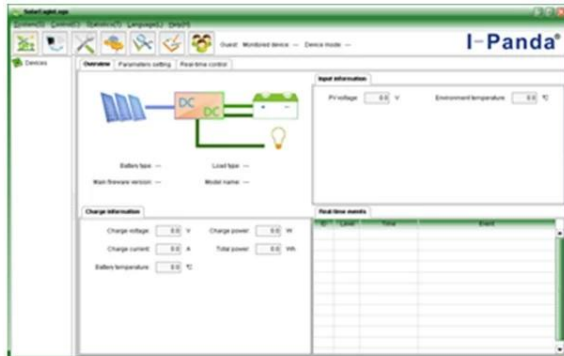 SolarEagleEye
System(S) Control(C) Statistics(T) Language(L) Help(H)
Guest Monitored device --- Device mode ---
I-Panda®
Devices
Overview Parameters setting Real-time control
DC
DC
Battery type --- Load type ---
Main fireware version --- Model name ---
Input information
PV voltage 0.0 V Environment temperature 0.0 ℃
Charge information
Charge voltage 0.0 V Charge power 0.0 W
Charge current 0.0 A Total power 0.0 Wh
Battery temperature 0.0 ℃
Real-time events
ID Level Time Event